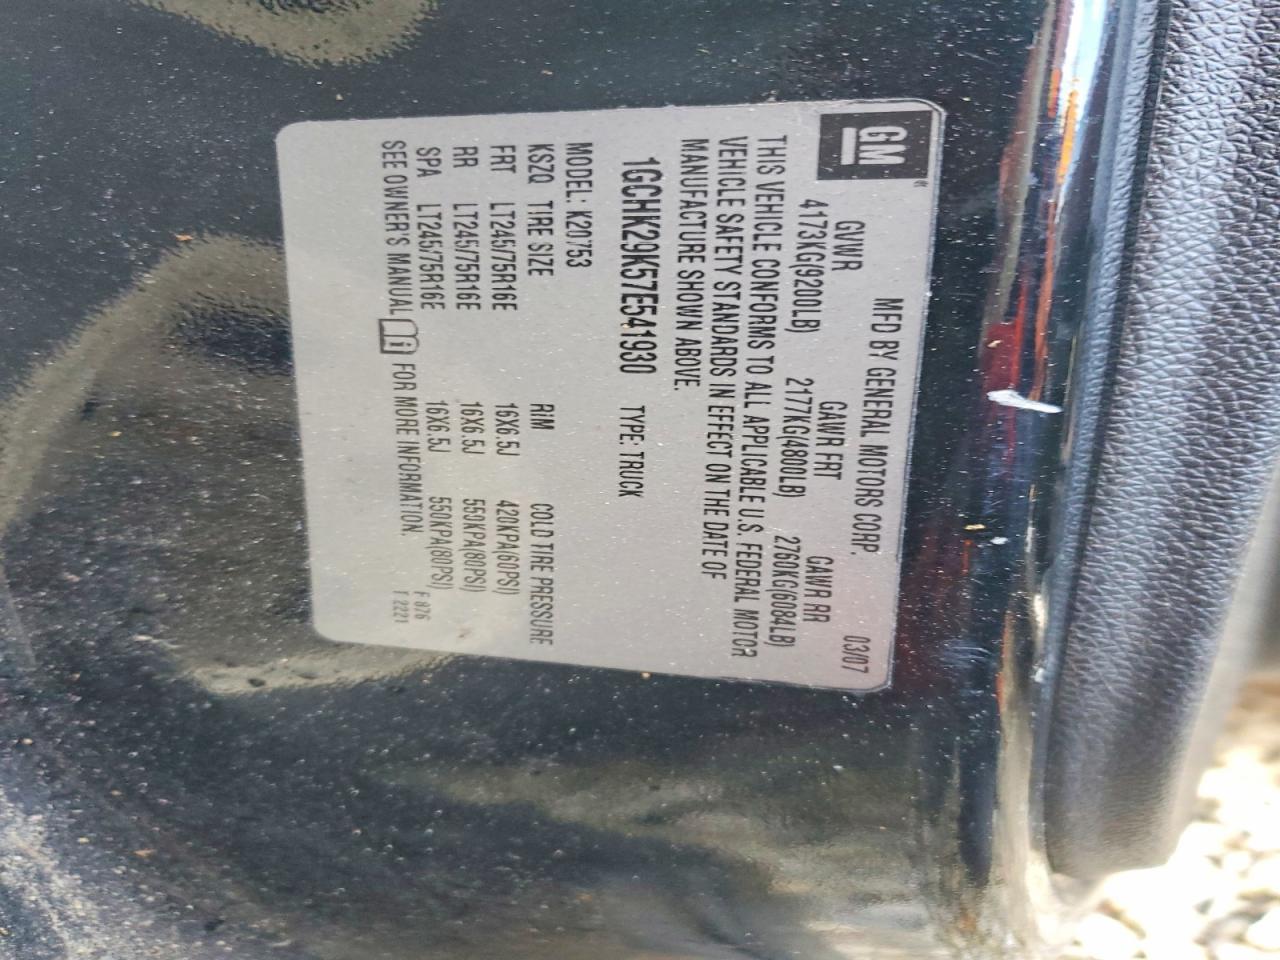 GM
MFD BY GENERAL MOTORS CORP. 03/07
GVWR GAWR FRT GAWR RR
4173KG(9200LB) 2177KG(4800LB) 2760KG(6084LB)
THIS VEHICLE CONFORMS TO ALL APPLICABLE U.S. FEDERAL MOTOR
VEHICLE SAFETY STANDARDS IN EFFECT ON THE DATE OF
MANUFACTURE SHOWN ABOVE.
1GCHK29K57E541930 TYPE: TRUCK
MODEL: K20753
KSZQ TIRE SIZE RIM COLD TIRE PRESSURE
FRT LT245/75R16E 16X6.5J 420KPA(60PSI)
RR LT245/75R16E 16X6.5J 550KPA(80PSI)
SPA LT245/75R16E 16X6.5J 550KPA(80PSI)
SEE OWNER'S MANUAL FOR MORE INFORMATION.
F 876
T 2221